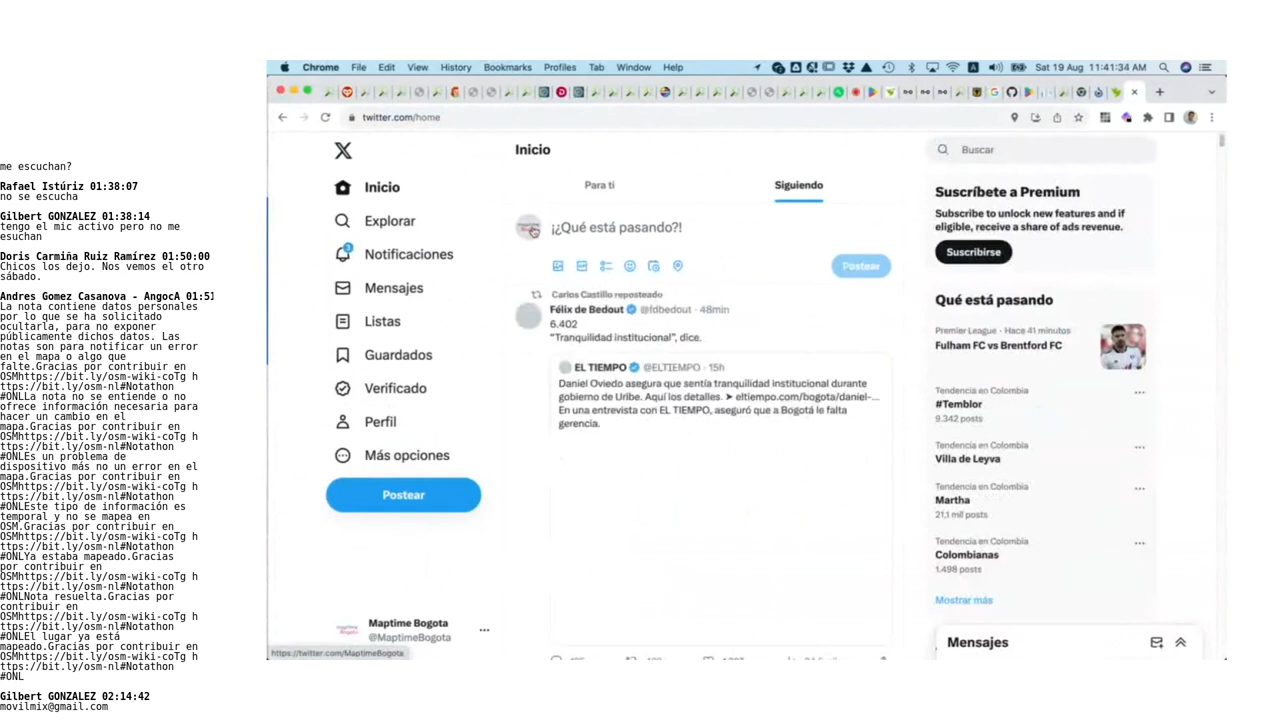 me escuchan?
Rafael Istúriz 01:38:07
no se escucha
Gilbert GONZALEZ 01:38:14
tengo el mic activo pero no me
esuchan
Doris Carmiña Ruiz Ramírez 01:50:00
Chicos los dejo. Nos vemos el otro
sábado.
Andres Gomez Casanova - AngocA 01:51
La nota contiene datos personales
por lo que se ha solicitado
ocultarla, para no exponer
públicamente dichos datos. Las
notas son para notificar un error
en el mapa o algo que
falte.Gracias por contribuir en
OSMhttps://bit.ly/osm-wiki-coTg h
ttps://bit.ly/osm-nl#Notathon
#ONLLa nota no se entiende o no
ofrece información necesaria para
hacer un cambio en el
mapa.Gracias por contribuir en
OSMhttps://bit.ly/osm-wiki-coTg h
ttps://bit.ly/osm-nl#Notathon
#ONLEs un problema de
dispositivo más no un error en el
mapa.Gracias por contribuir en
OSMhttps://bit.ly/osm-wiki-coTg h
ttps://bit.ly/osm-nl#Notathon
#ONLEste tipo de información es
temporal y no se mapea en
OSM.Gracias por contribuir en
OSMhttps://bit.ly/osm-wiki-coTg h
ttps://bit.ly/osm-nl#Notathon
#ONLYa estaba mapeado.Gracias
por contribuir en
OSMhttps://bit.ly/osm-wiki-coTg h
ttps://bit.ly/osm-nl#Notathon
#ONLNota resuelta.Gracias por
contribuir en
OSMhttps://bit.ly/osm-wiki-coTg h
ttps://bit.ly/osm-nl#Notathon
#ONLEl lugar ya está
mapeado.Gracias por contribuir en
OSMhttps://bit.ly/osm-wiki-coTg h
ttps://bit.ly/osm-nl#Notathon
#ONL
Gilbert GONZALEZ 02:14:42
movilmix@gmail.com
Chrome File Edit View History Bookmarks Profiles Tab Window Help Sat 19 Aug 11:41:34 AM
twitter.com/home
Inicio
Explorar
Notificaciones
Mensajes
Listas
Guardados
Verificado
Perfil
Más opciones
Postear
Maptime Bogota
@MaptimeBogota
https://twitter.com/MaptimeBogota
Inicio
Para ti Siguiendo
¡¿Qué está pasando?!
Postear
Carlos Castillo reposteado
Félix de Bedout @fdbedout · 48min
6.402
“Tranquilidad institucional”, dice.
EL TIEMPO @ELTIEMPO · 15h
Daniel Oviedo asegura que sentía tranquilidad institucional durante
gobierno de Uribe. Aquí los detalles. ➤ eltiempo.com/bogota/daniel-...
En una entrevista con EL TIEMPO, aseguró que a Bogotá le falta
gerencia.
Buscar
Suscríbete a Premium
Subscribe to unlock new features and if
eligible, receive a share of ads revenue.
Suscribirse
Qué está pasando
Premier League · Hace 41 minutos
Fulham FC vs Brentford FC
Tendencia en Colombia
#Temblor
9.342 posts
Tendencia en Colombia
Villa de Leyva
Tendencia en Colombia
Martha
21,1 mil posts
Tendencia en Colombia
Colombianas
1.498 posts
Mostrar más
Mensajes